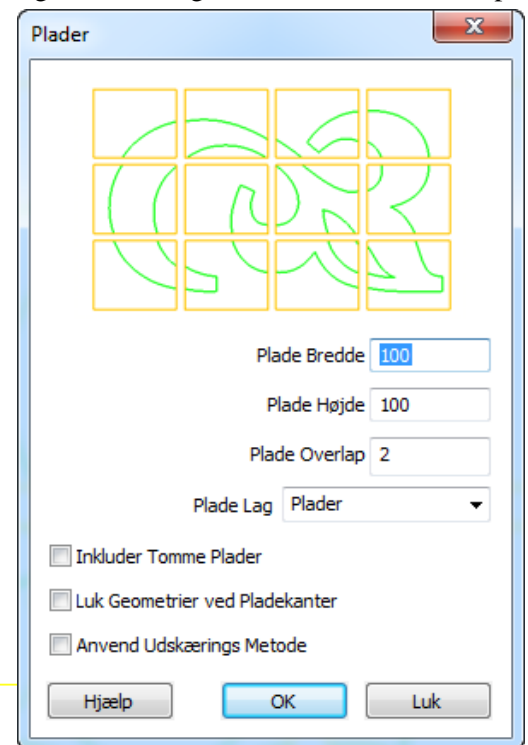 Plader
Plade Bredde 100
Plade Højde 100
Plade Overlap 2
Plade Lag Plader
Inkluder Tomme Plader
Luk Geometrier ved Pladekanter
Anvend Udskærings Metode
Hjælp OK Luk